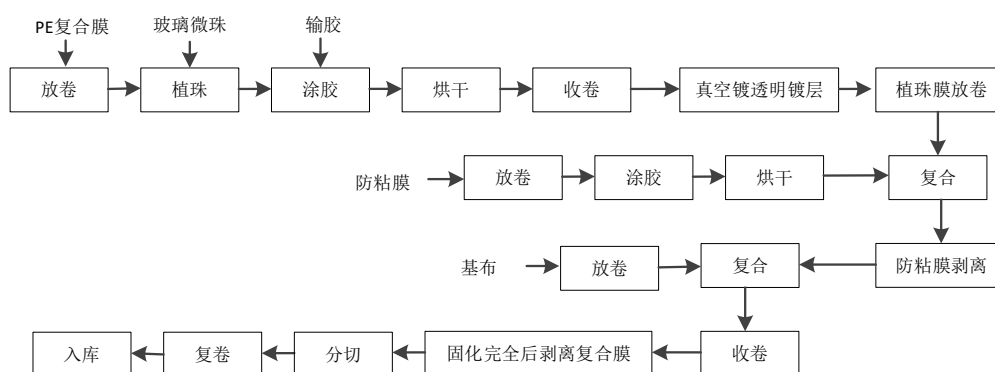 PE复合膜 玻璃微珠 输胶
放卷 植珠 涂胶 烘干 收卷 真空镀透明镀层 植珠膜放卷
防粘膜 放卷 涂胶 烘干 复合
基布 放卷 复合 防粘膜剥离
入库 复卷 分切 固化完全后剥离复合膜 收卷